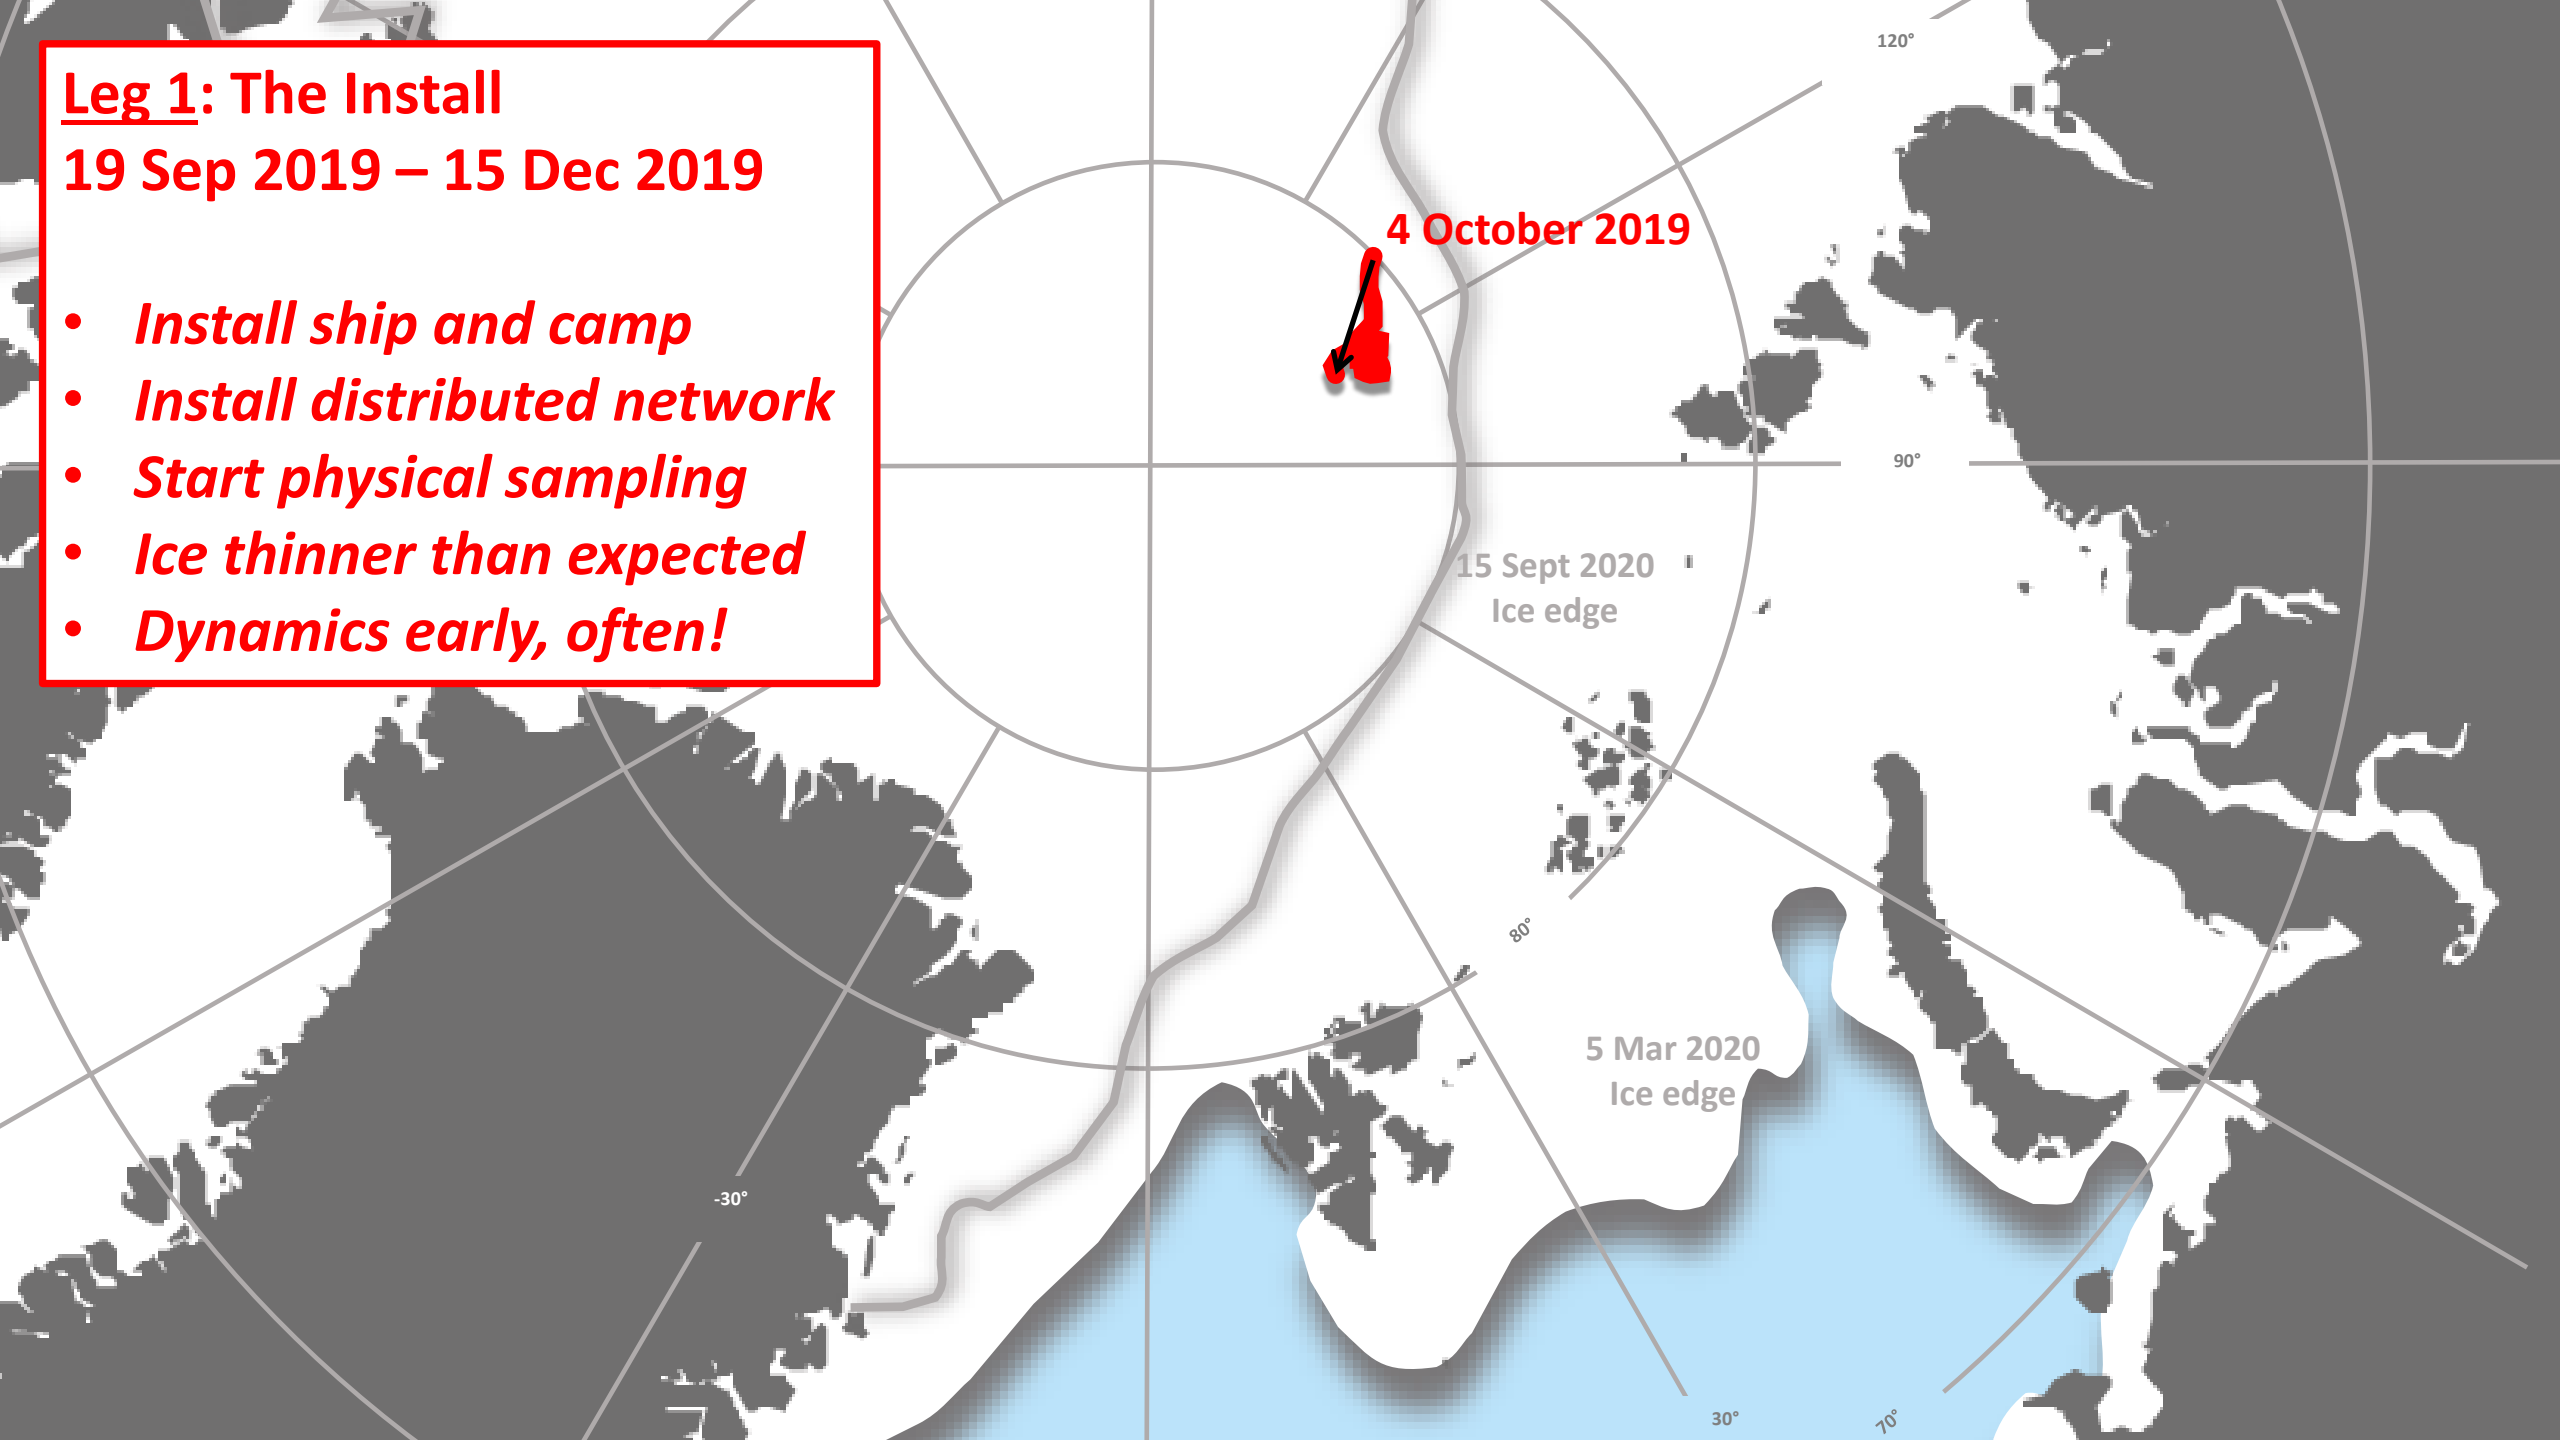 Leg 1: The Install
19 Sep 2019 – 15 Dec 2019
• Install ship and camp
• Install distributed network
• Start physical sampling
• Ice thinner than expected
• Dynamics early, often!
120°
4 October 2019
90°
15 Sept 2020
Ice edge
80°
5 Mar 2020
Ice edge
-30°
30°
70°